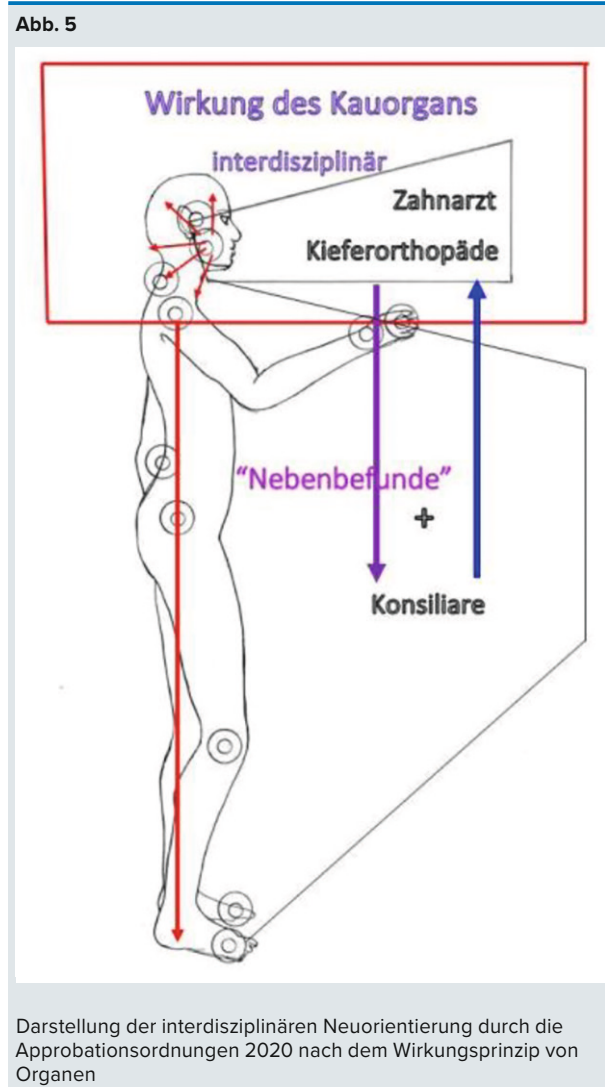 Abb. 5
Wirkung des Kauorgans
interdisziplinär
Zahnarzt
Kieferorthopäde
“Nebenbefunde”
+
Konsiliare
Darstellung der interdisziplinären Neuorientierung durch die
Approbationsordnungen 2020 nach dem Wirkungsprinzip von
Organen